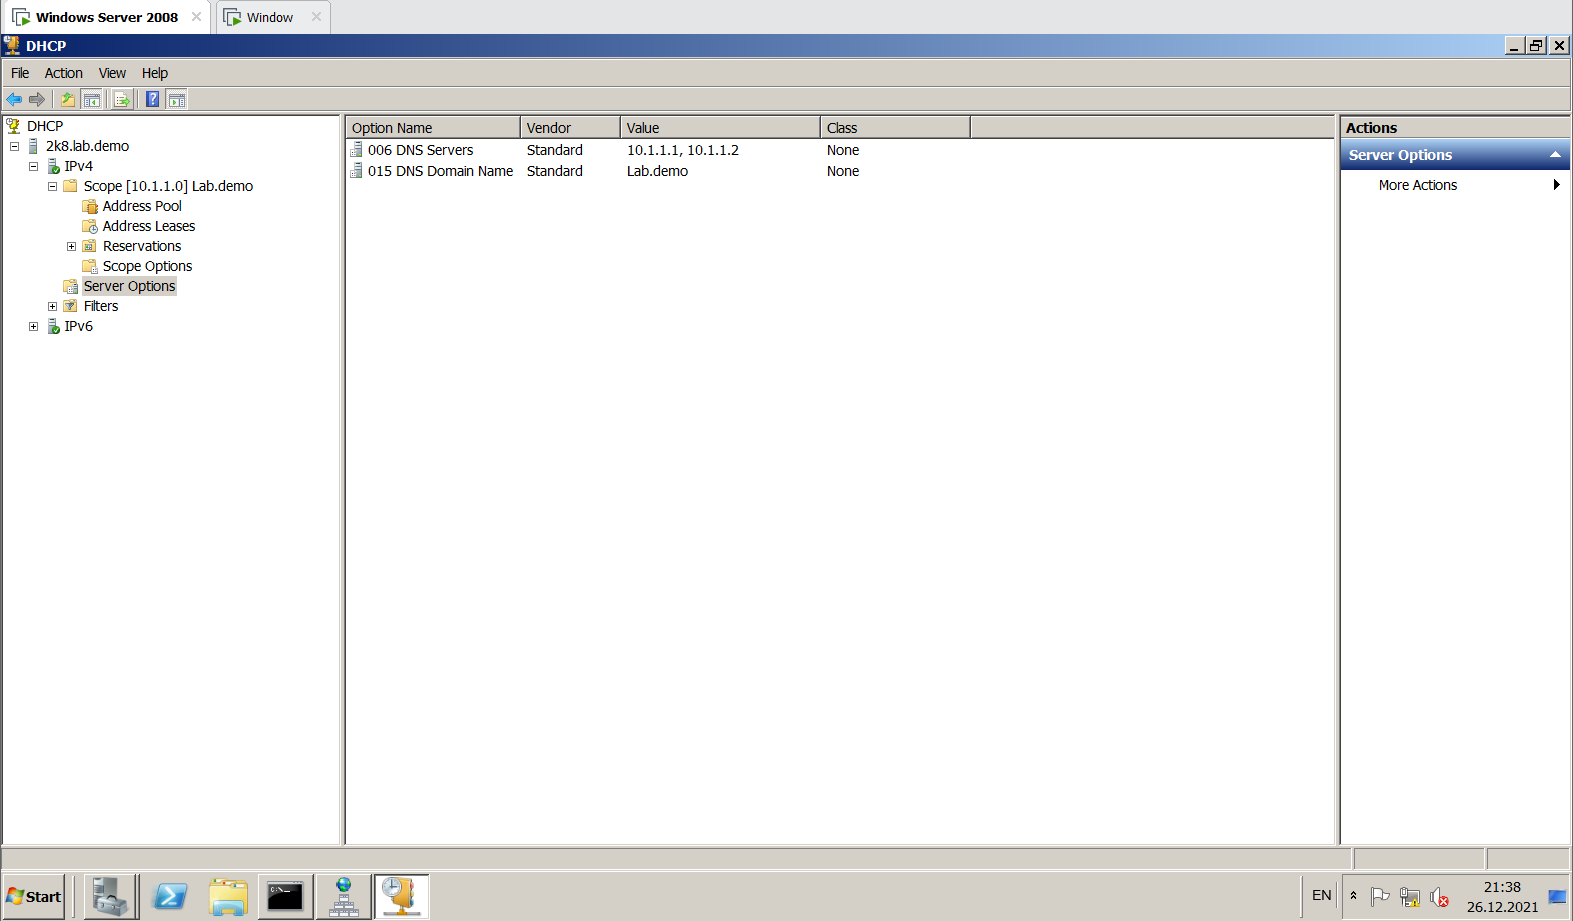 Windows Server 2008
Window
DHCP
File Action View Help
DHCP
2k8.lab.demo
IPv4
Scope [10.1.1.0] Lab.demo
Address Pool
Address Leases
Reservations
Scope Options
Server Options
Filters
IPv6
Option Name Vendor Value Class
006 DNS Servers Standard 10.1.1.1, 10.1.1.2 None
015 DNS Domain Name Standard Lab.demo None
Actions
Server Options
More Actions
Start
C:\_
EN
21:38
26.12.2021